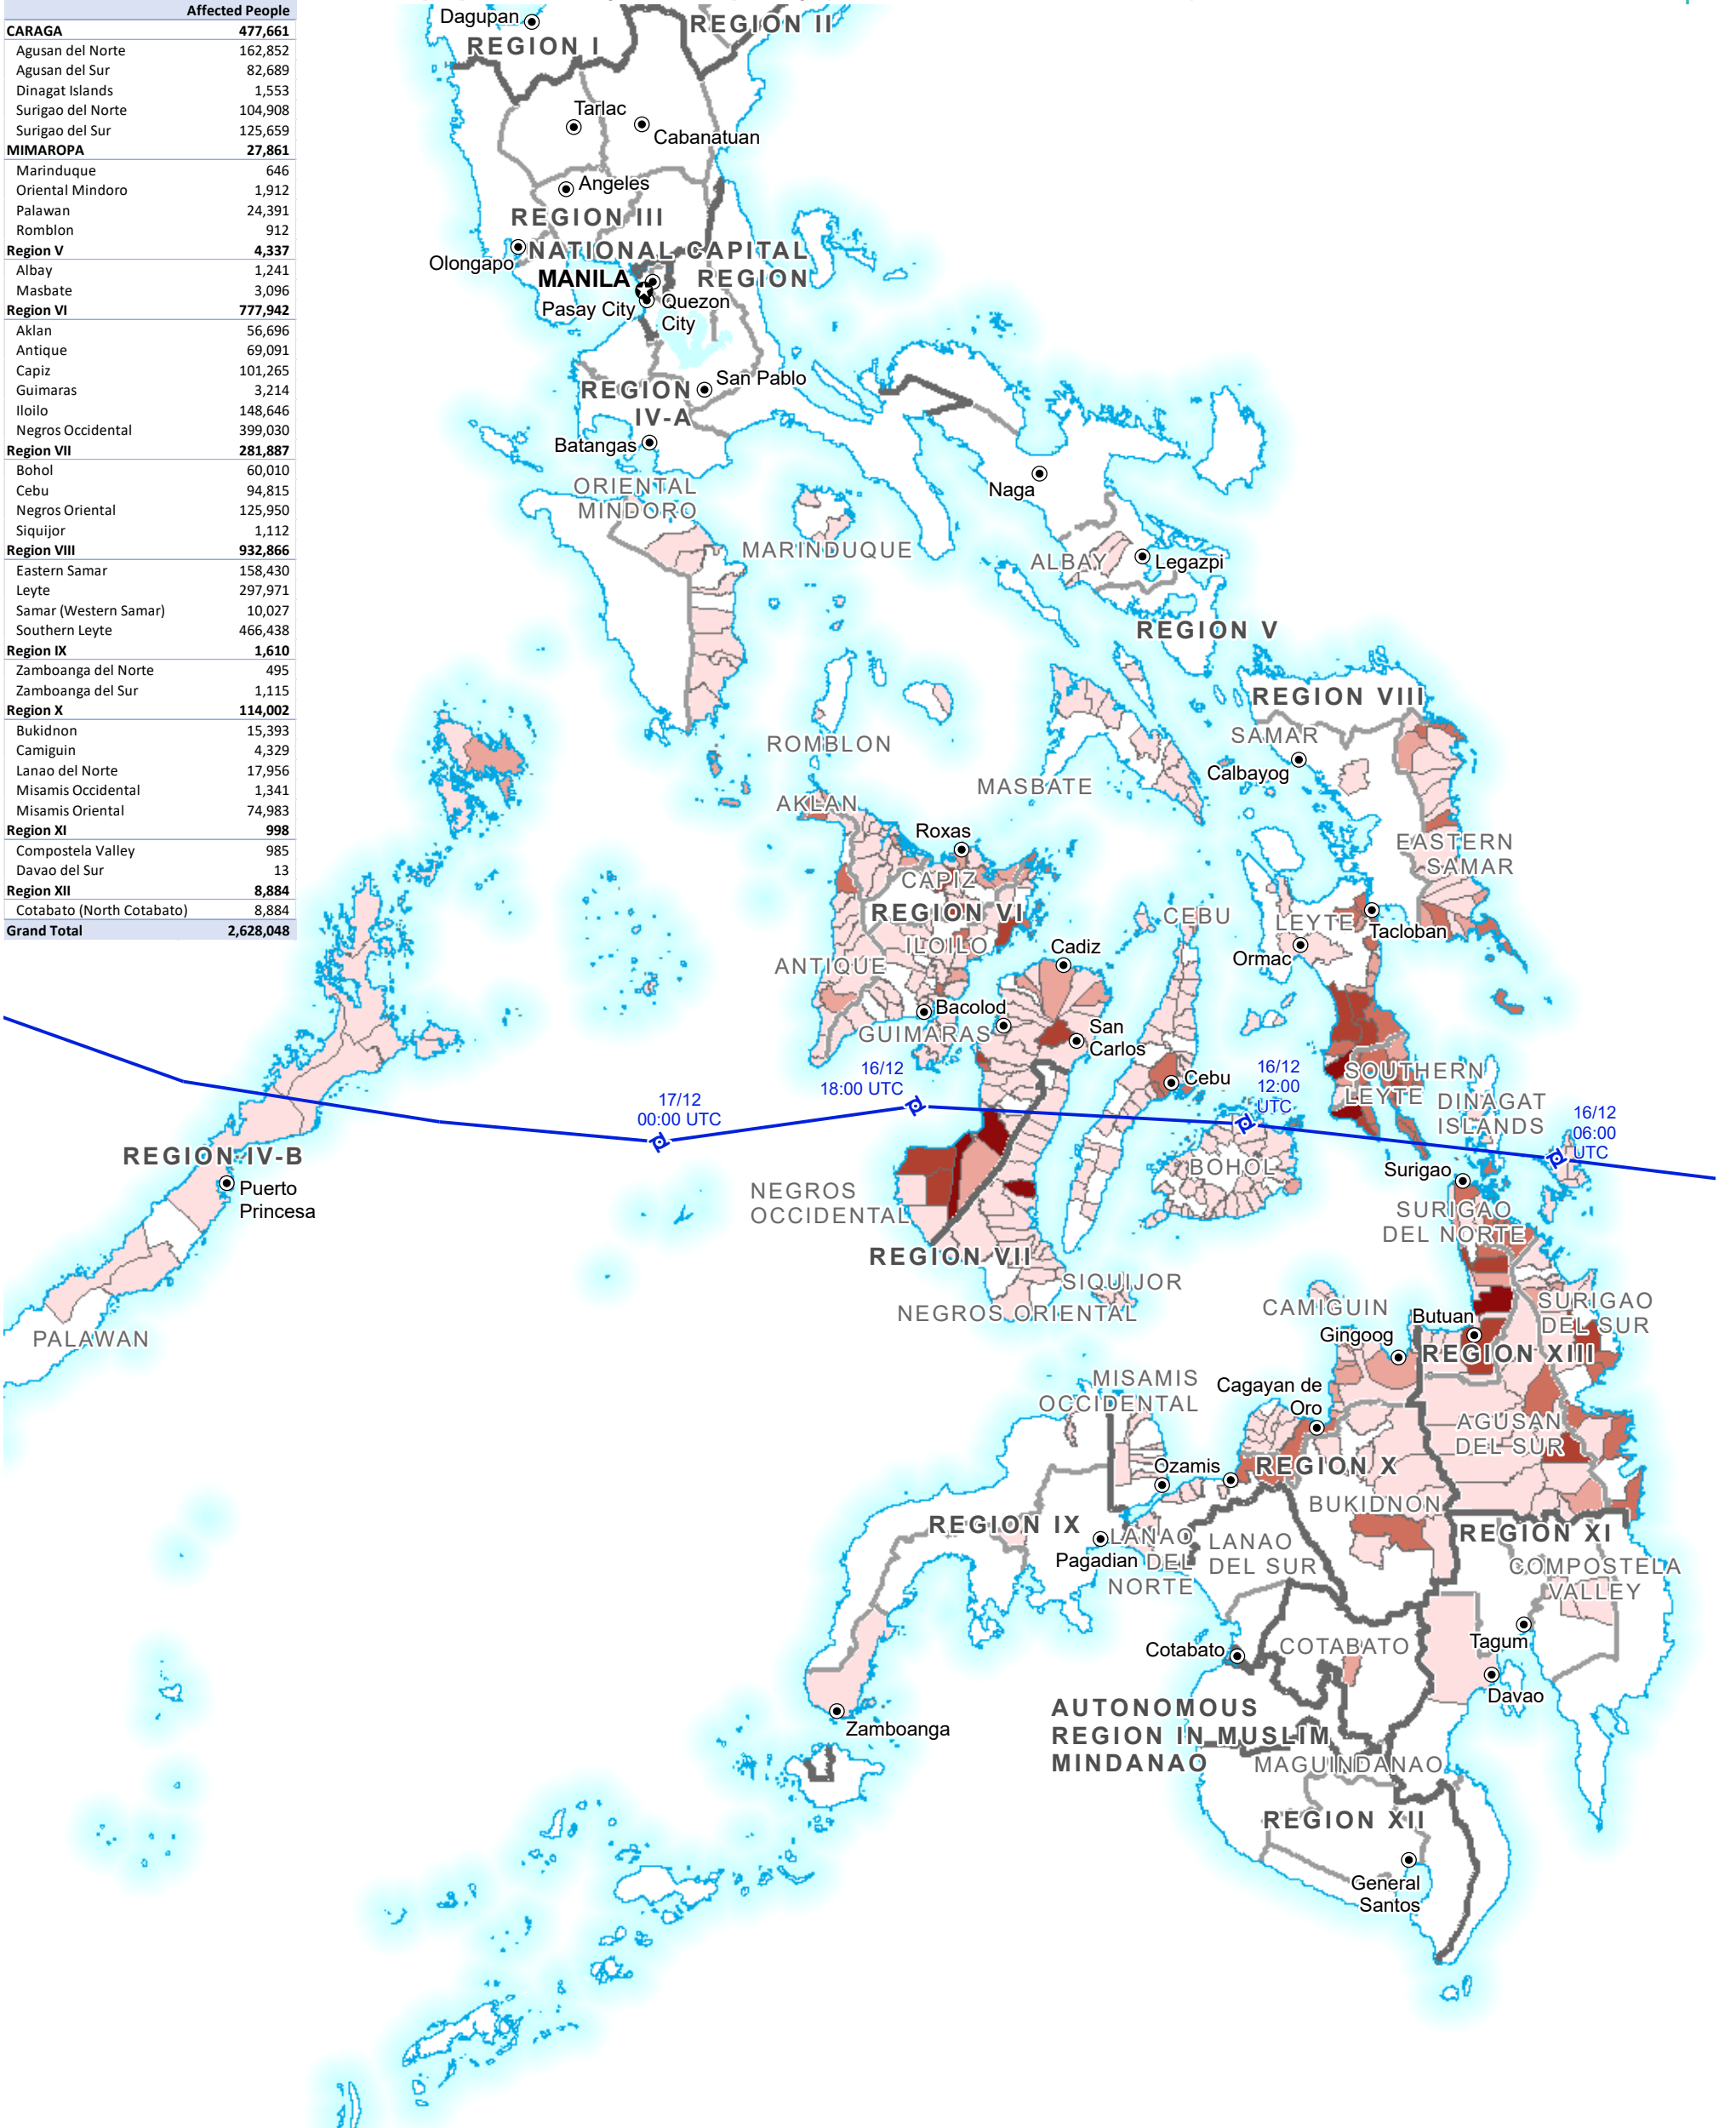 Affected People
CARAGA 477,661
Agusan del Norte 162,852
Agusan del Sur 82,689
Dinagat Islands 1,553
Surigao del Norte 104,908
Surigao del Sur 125,659
MIMAROPA 27,861
Marinduque 646
Oriental Mindoro 1,912
Palawan 24,391
Romblon 912
Region V 4,337
Albay 1,241
Masbate 3,096
Region VI 777,942
Aklan 56,696
Antique 69,091
Capiz 101,265
Guimaras 3,214
Iloilo 148,646
Negros Occidental 399,030
Region VII 281,887
Bohol 60,010
Cebu 94,815
Negros Oriental 125,950
Siquijor 1,112
Region VIII 932,866
Eastern Samar 158,430
Leyte 297,971
Samar (Western Samar) 10,027
Southern Leyte 466,438
Region IX 1,610
Zamboanga del Norte 495
Zamboanga del Sur 1,115
Region X 114,002
Bukidnon 15,393
Camiguin 4,329
Lanao del Norte 17,956
Misamis Occidental 1,341
Misamis Oriental 74,983
Region XI 998
Compostela Valley 985
Davao del Sur 13
Region XII 8,884
Cotabato (North Cotabato) 8,884
Grand Total 2,628,048
Dagupan
REGION II
REGION I
Tarlac
Cabanatuan
Angeles
REGION III
Olongapo
NATIONAL CAPITAL
REGION
MANILA
Pasay City
Quezon
City
San Pablo
REGION
IV-A
Batangas
Naga
ORIENTAL
MINDORO
MARINDUQUE
ALBAY
Legazpi
REGION V
REGION VIII
SAMAR
Calbayog
ROMBLON
MASBATE
AKLAN
Roxas
EASTERN
SAMAR
CAPIZ
REGION VI
CEBU
LEYTE
Tacloban
ILOILO
Cadiz
Ormac
ANTIQUE
Bacolod
GUIMARAS
San
Carlos
16/12
18:00 UTC
Cebu
16/12
12:00
UTC
SOUTHERN
LEYTE
DINAGAT
ISLANDS
17/12
00:00 UTC
16/12
06:00
UTC
REGION IV-B
Puerto
Princesa
BOHOL
Surigao
NEGROS
OCCIDENTAL
SURIGAO
DEL NORTE
REGION VII
SIQUIJOR
NEGROS ORIENTAL
CAMIGUIN
SURIGAO
DEL SUR
Butuan
Gingoog
REGION XIII
PALAWAN
MISAMIS
OCCIDENTAL
Cagayan de
Oro
AGUSAN
DEL SUR
Ozamis
REGION X
BUKIDNON
REGION IX
Pagadian
LANAO
DEL
NORTE
LANAO
DEL SUR
REGION XI
COMPOSTELA
VALLEY
Tagum
Cotabato
COTABATO
Davao
AUTONOMOUS
REGION IN MUSLIM
MINDANAO
Zamboanga
MAGUINDANAO
REGION XII
General
Santos